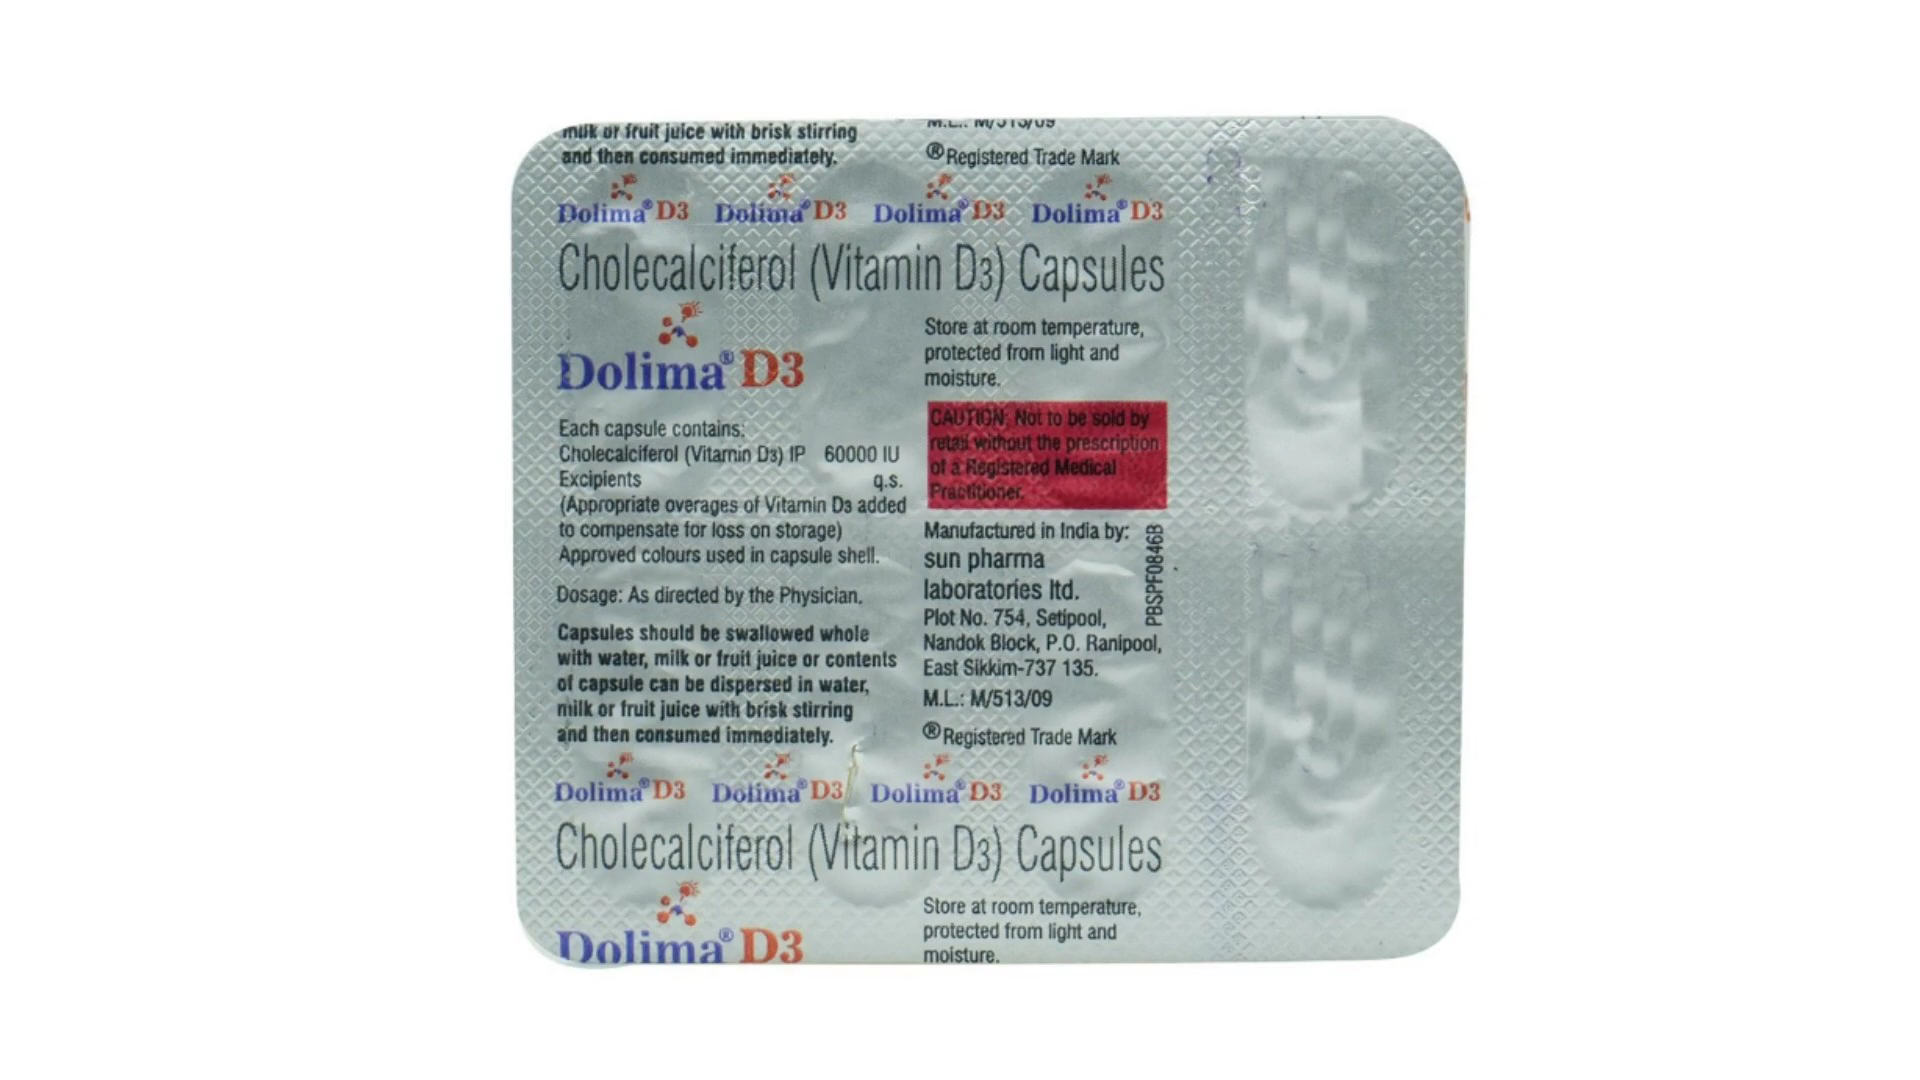 milk or fruit juice with brisk stirring
and then consumed immediately.
M.L.: M/513/09
®Registered Trade Mark
Dolima® D3 Dolima® D3 Dolima® D3 Dolima® D3
Cholecalciferol (Vitamin D3) Capsules
Dolima® D3
Each capsule contains:
Cholecalciferol (Vitamin D3) IP 60000 IU
Excipients q.s.
(Appropriate overages of Vitamin D3 added
to compensate for loss on storage)
Approved colours used in capsule shell.
Dosage: As directed by the Physician.
Capsules should be swallowed whole
with water, milk or fruit juice or contents
of capsule can be dispersed in water,
milk or fruit juice with brisk stirring
and then consumed immediately.
Store at room temperature,
protected from light and
moisture.
CAUTION: Not to be sold by
retail without the prescription
of a Registered Medical
Practitioner.
Manufactured in India by:
sun pharma
laboratories ltd.
Plot No. 754, Setipool,
Nandok Block, P.O. Ranipool,
East Sikkim-737 135.
M.L.: M/513/09
®Registered Trade Mark
PBSPF0846B
Dolima® D3 Dolima® D3 Dolima® D3 Dolima® D3
Cholecalciferol (Vitamin D3) Capsules
Dolima® D3
Store at room temperature,
protected from light and
moisture.